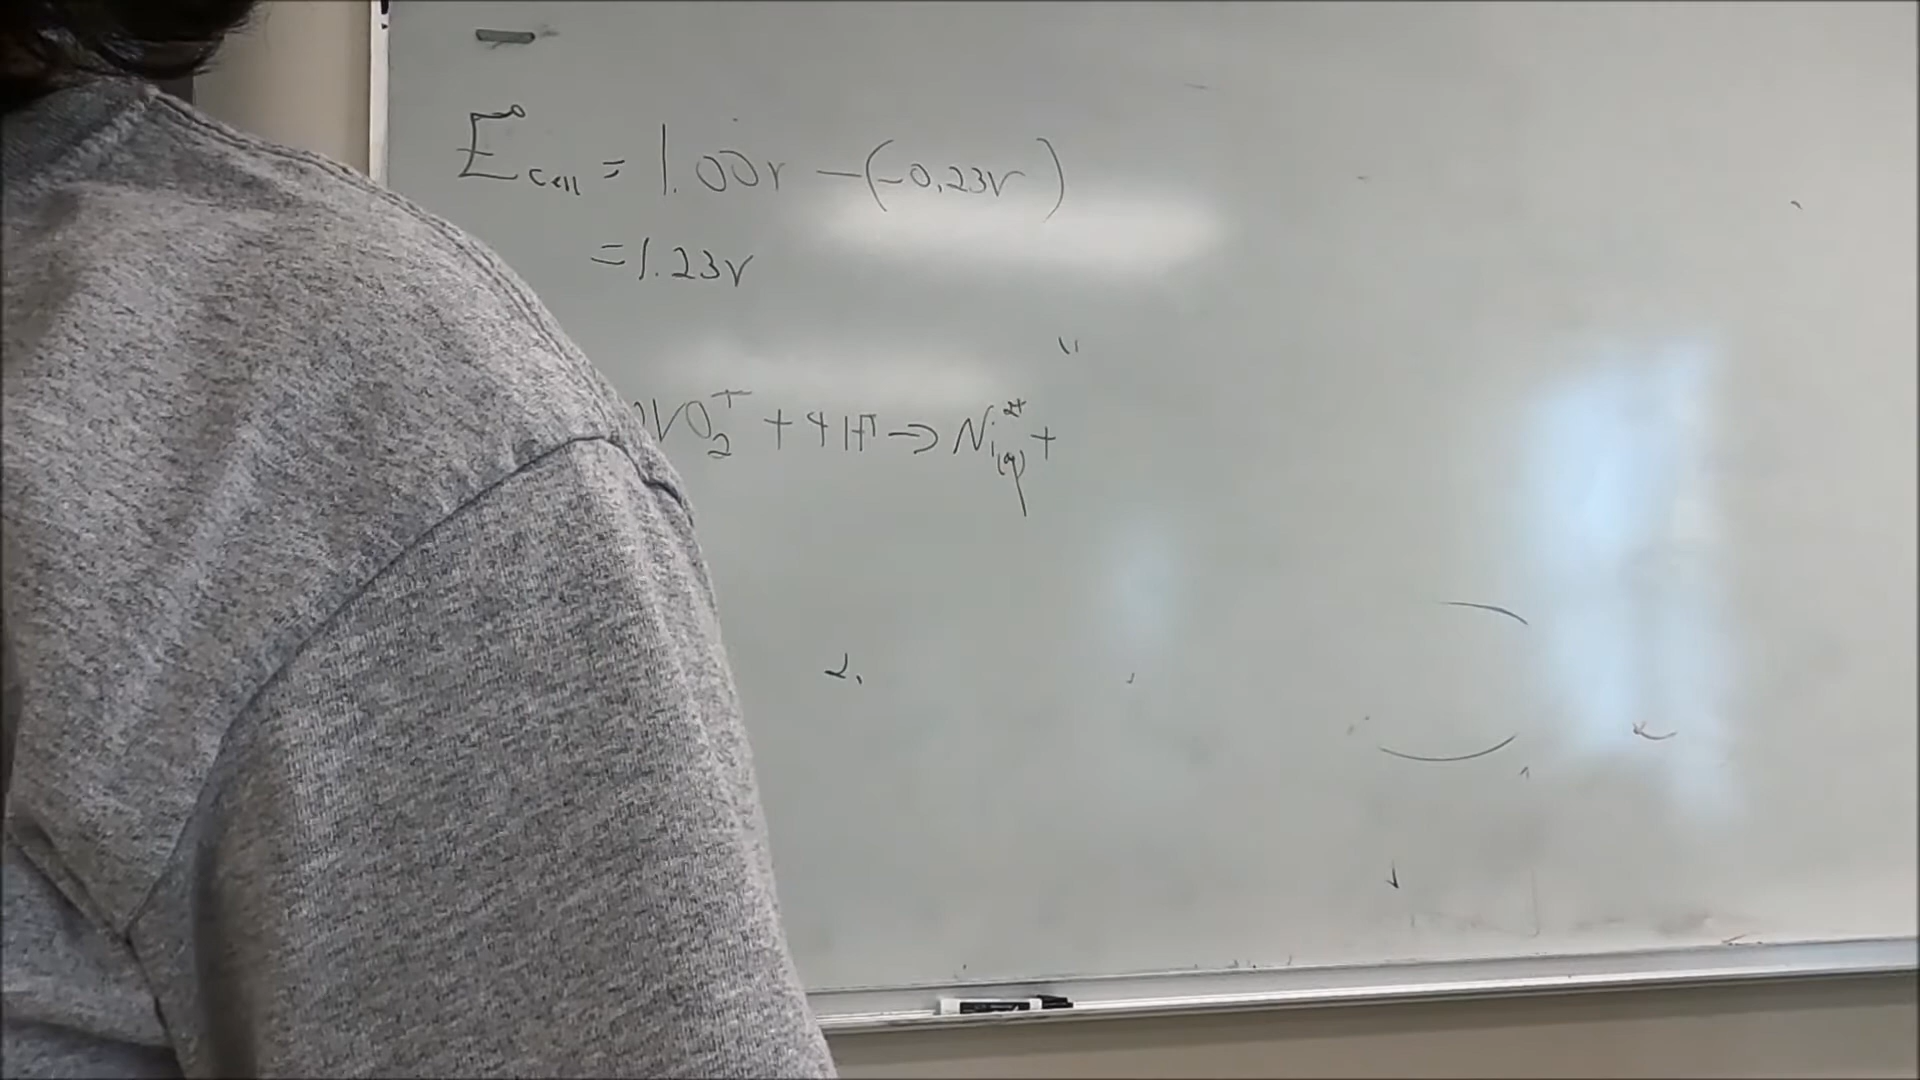 E°cell = 1.00v -(-0.23v)
= 1.23v
VO₂⁺ + 4H⁺ → Ni²⁺(aq) +